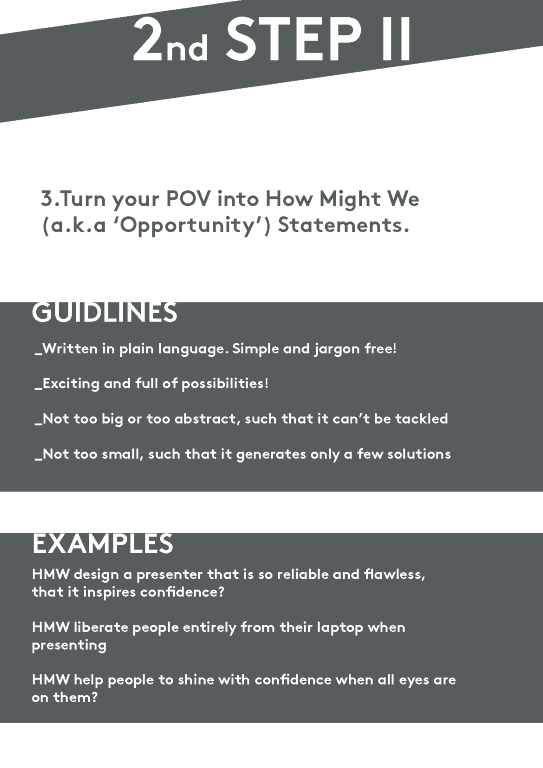 2nd STEP II
3.Turn your POV into How Might We
(a.k.a ‘Opportunity’) Statements.
GUIDLINES
_Written in plain language. Simple and jargon free!
_Exciting and full of possibilities!
_Not too big or too abstract, such that it can’t be tackled
_Not too small, such that it generates only a few solutions
EXAMPLES
HMW design a presenter that is so reliable and flawless,
that it inspires confidence?
HMW liberate people entirely from their laptop when
presenting
HMW help people to shine with confidence when all eyes are
on them?